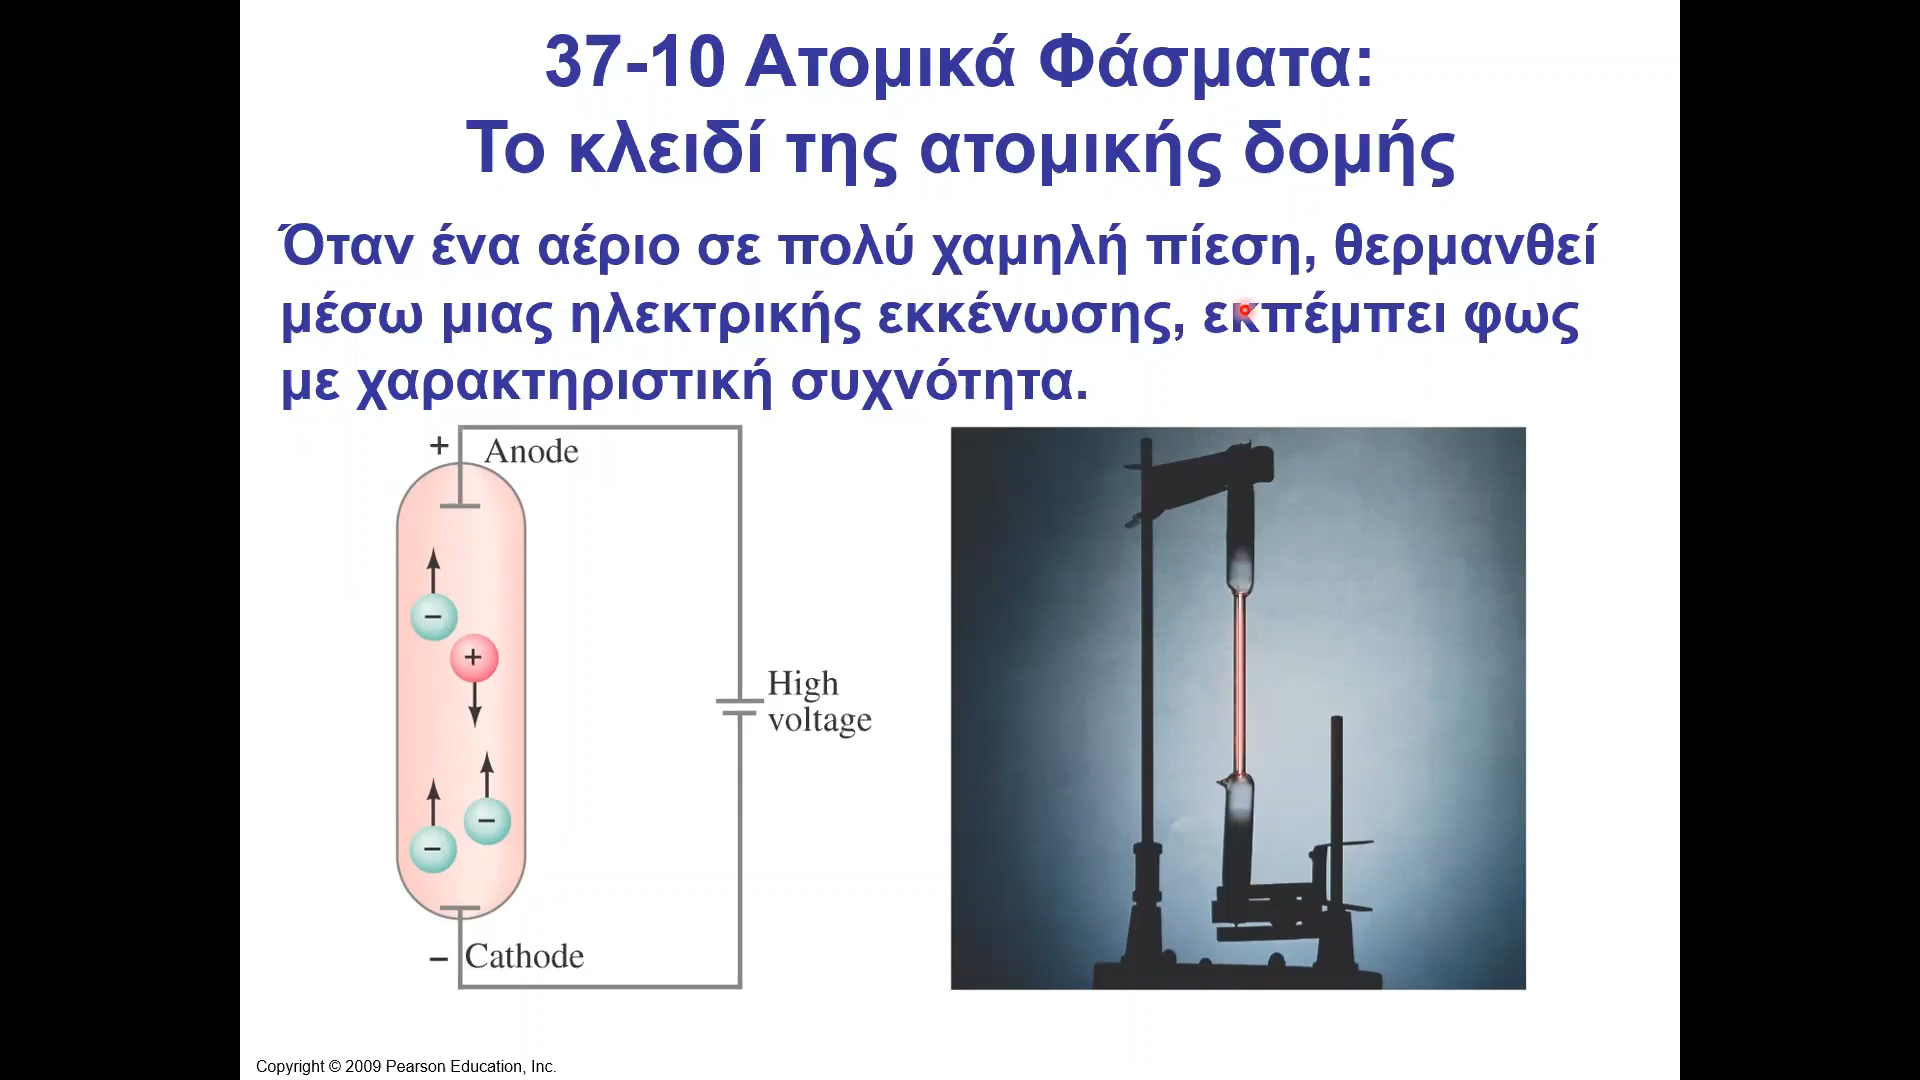 37-10 Ατομικά Φάσματα:
Το κλειδί της ατομικής δομής
Όταν ένα αέριο σε πολύ χαμηλή πίεση, θερμανθεί
μέσω μιας ηλεκτρικής εκκένωσης, εκπέμπει φως
με χαρακτηριστική συχνότητα.
+ Anode
−
+
High
voltage
−
−
− Cathode
Copyright © 2009 Pearson Education, Inc.